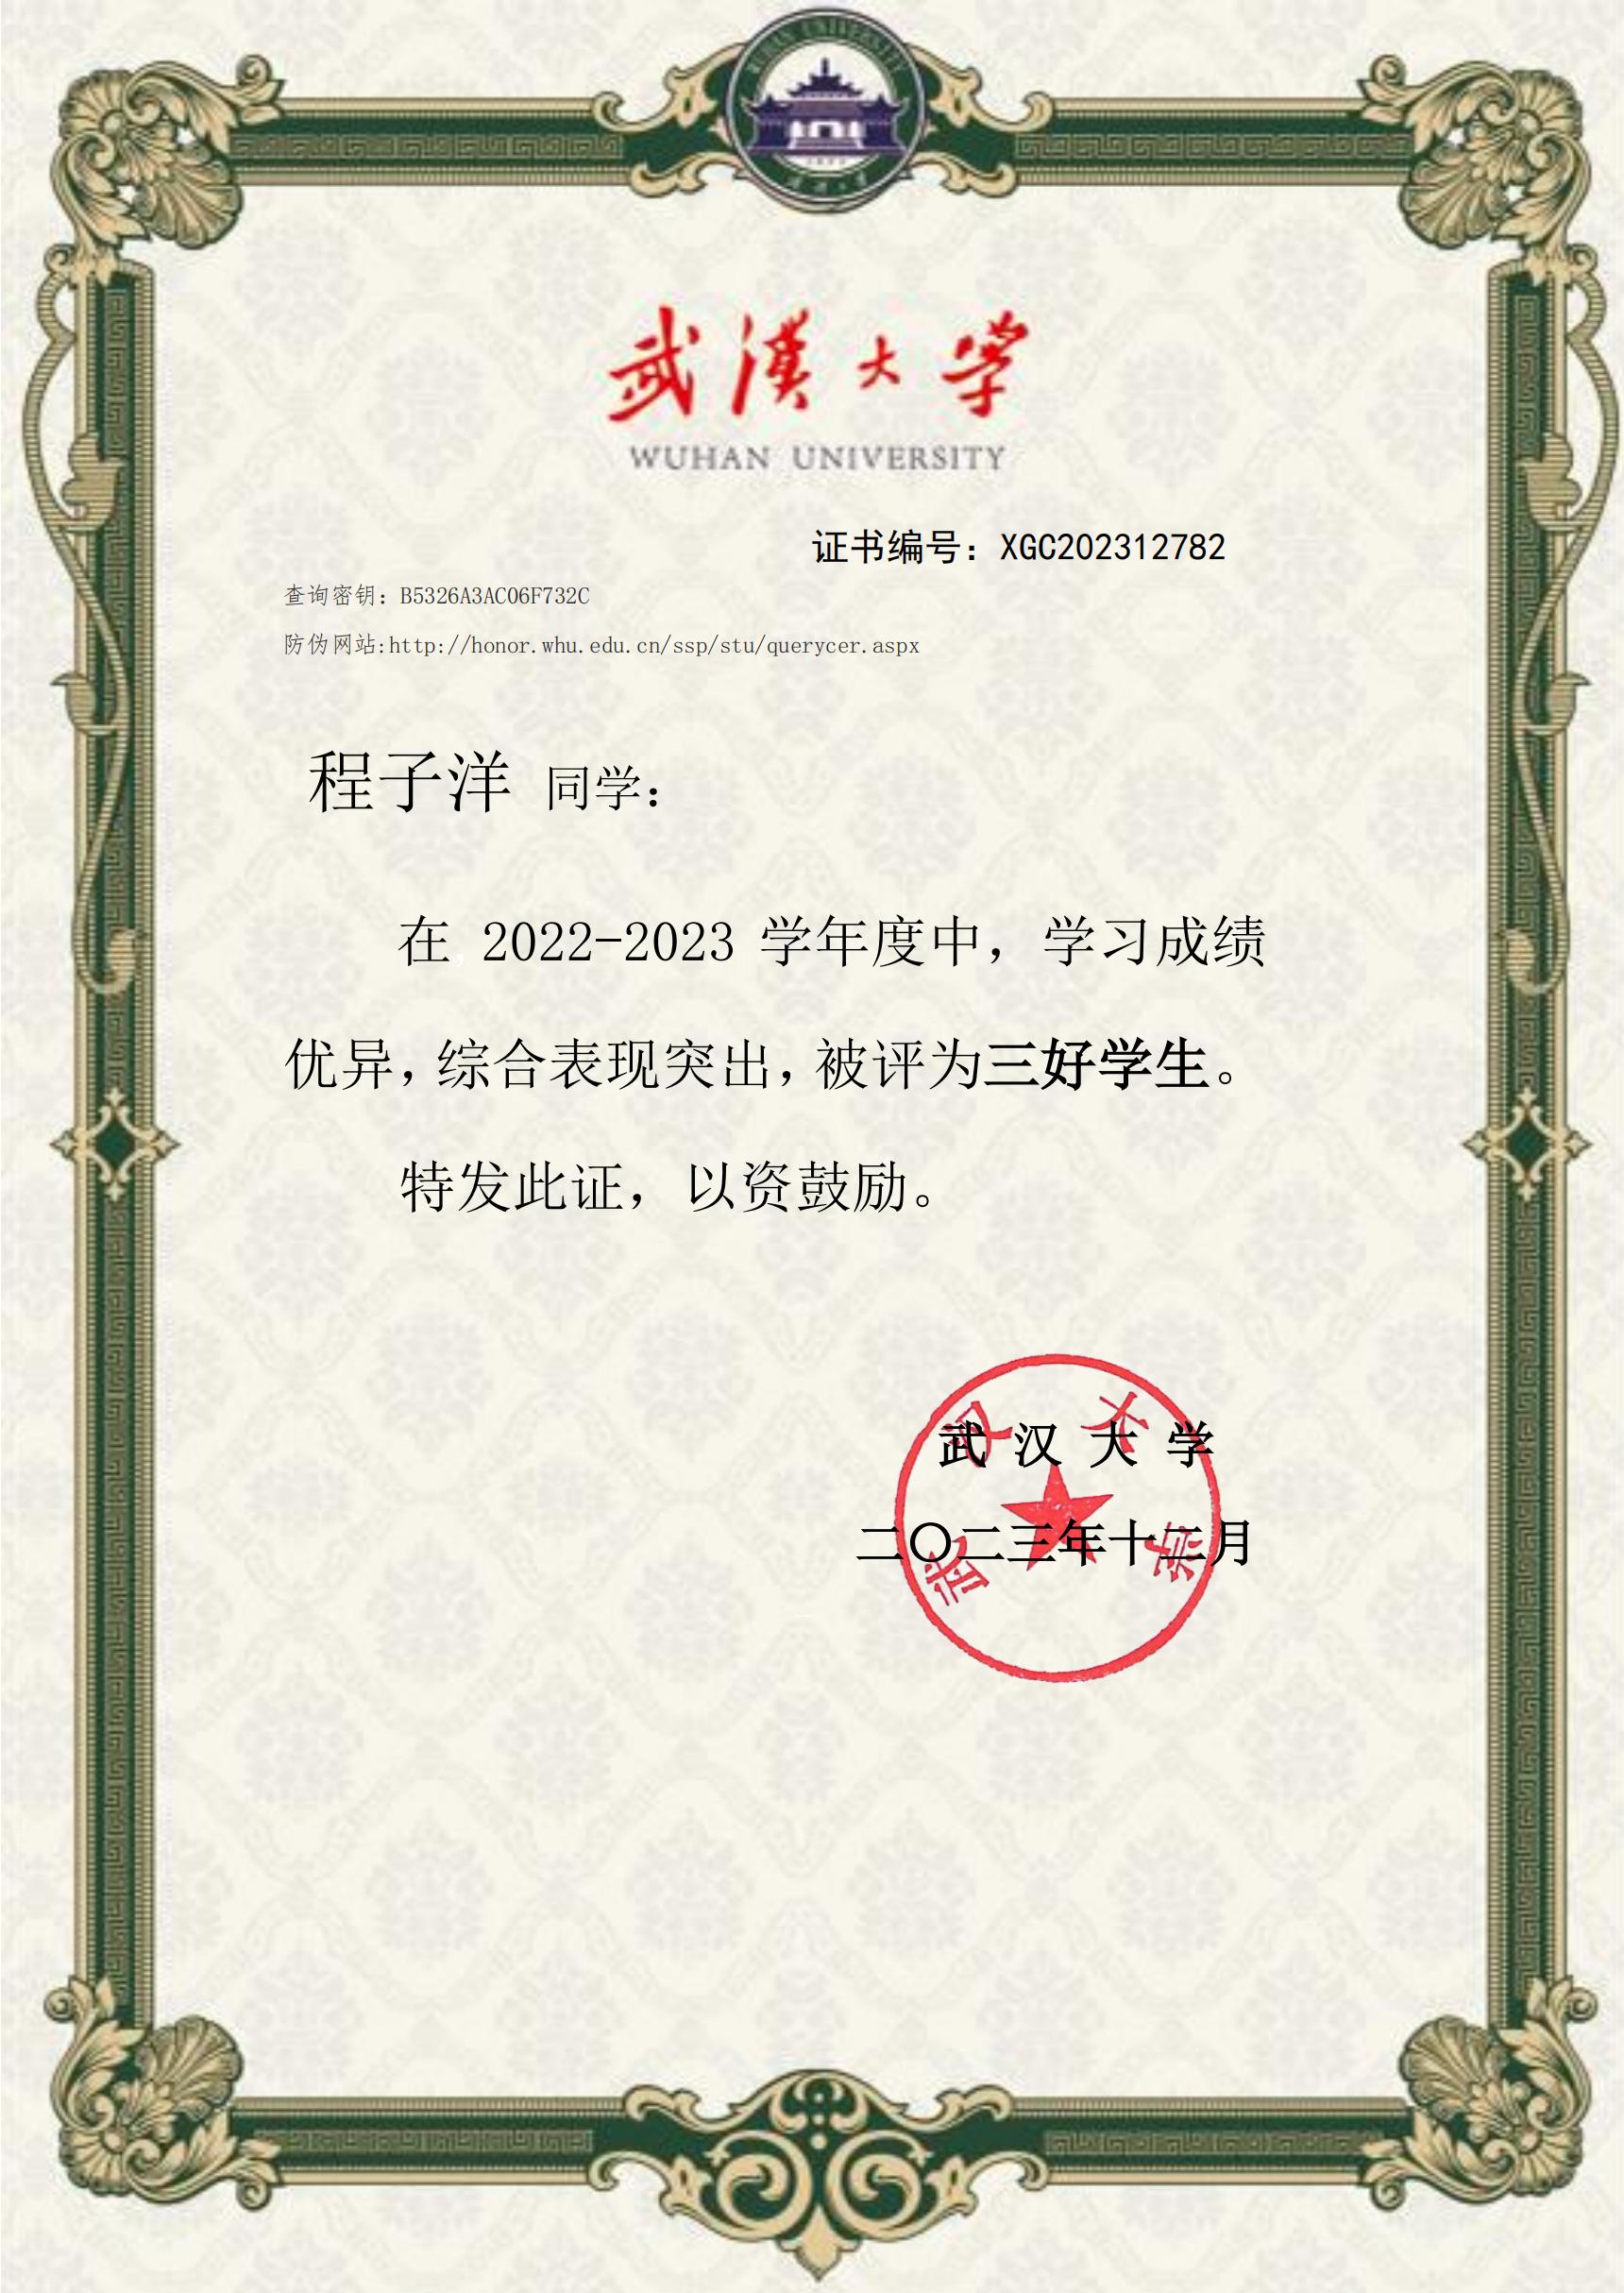 WUHAN UNIVERSITY
武漢大学
WUHAN UNIVERSITY
证书编号：XGC202312782
查询密钥：B5326A3AC06F732C
防伪网站:http://honor.whu.edu.cn/ssp/stu/querycer.aspx
程子洋 同学：
在 2022-2023 学年度中，学习成绩
优异，综合表现突出，被评为三好学生。
特发此证，以资鼓励。
武汉大学
武 汉 大 学
二〇二三年十二月